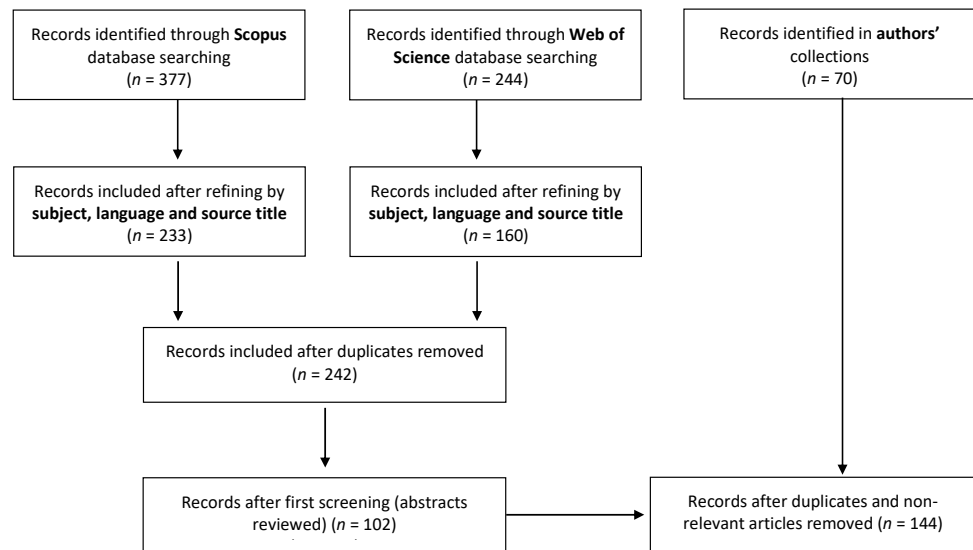 Records identified through Scopus
database searching
(n = 377)
Records identified through Web of
Science database searching
(n = 244)
Records identified in authors’
collections
(n = 70)
Records included after refining by
subject, language and source title
(n = 233)
Records included after refining by
subject, language and source title
(n = 160)
Records included after duplicates removed
(n = 242)
Records after first screening (abstracts
reviewed) (n = 102)
Records after duplicates and non-
relevant articles removed (n = 144)